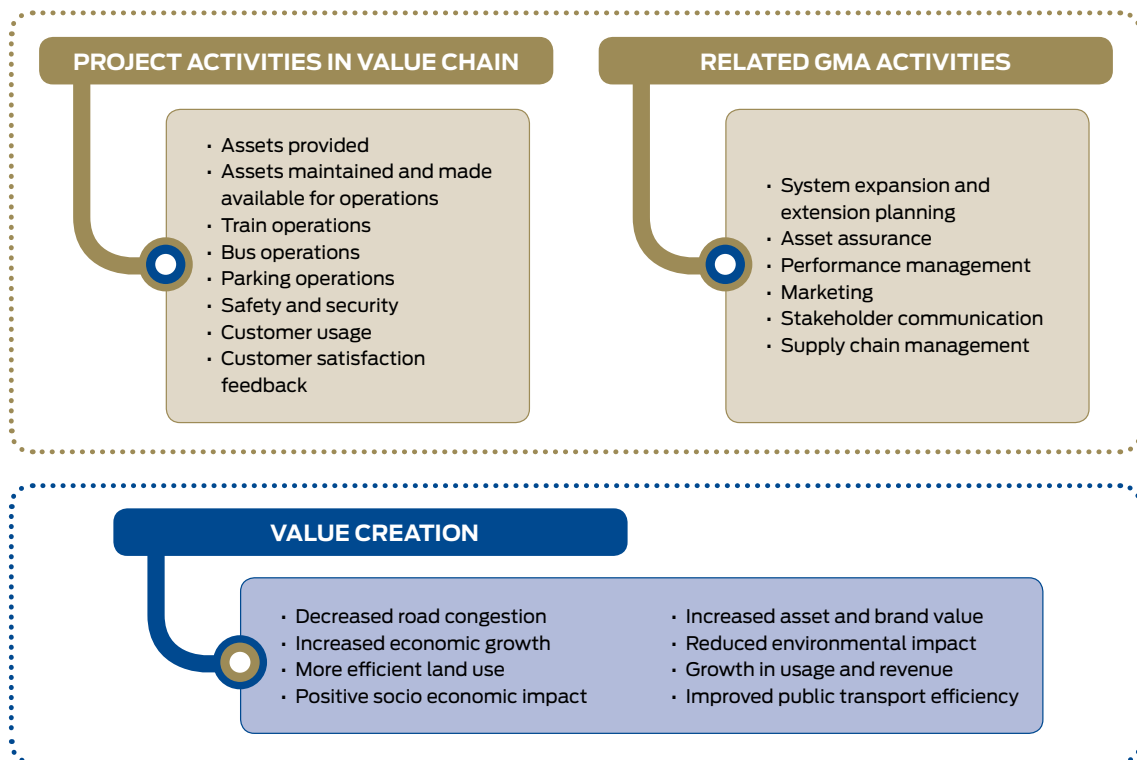 PROJECT ACTIVITIES IN VALUE CHAIN
· Assets provided
· Assets maintained and made
available for operations
· Train operations
· Bus operations
· Parking operations
· Safety and security
· Customer usage
· Customer satisfaction
feedback
RELATED GMA ACTIVITIES
· System expansion and
extension planning
· Asset assurance
· Performance management
· Marketing
· Stakeholder communication
· Supply chain management
VALUE CREATION
· Decreased road congestion
· Increased economic growth
· More efficient land use
· Positive socio economic impact
· Increased asset and brand value
· Reduced environmental impact
· Growth in usage and revenue
· Improved public transport efficiency